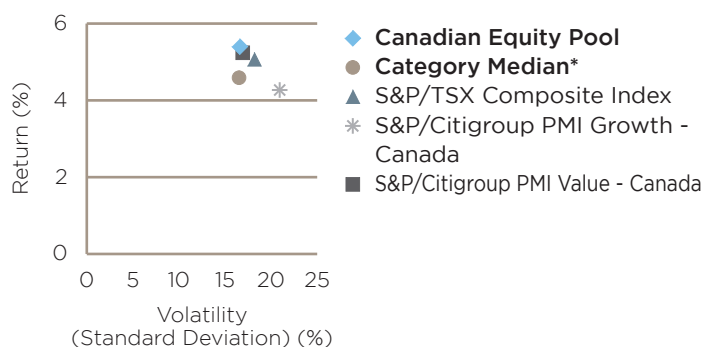 6
4
2
0
Return (%)
0 5 10 15 20 25
Volatility
(Standard Deviation) (%)
Canadian Equity Pool
Category Median*
S&P/TSX Composite Index
S&P/Citigroup PMI Growth -
Canada
S&P/Citigroup PMI Value - Canada